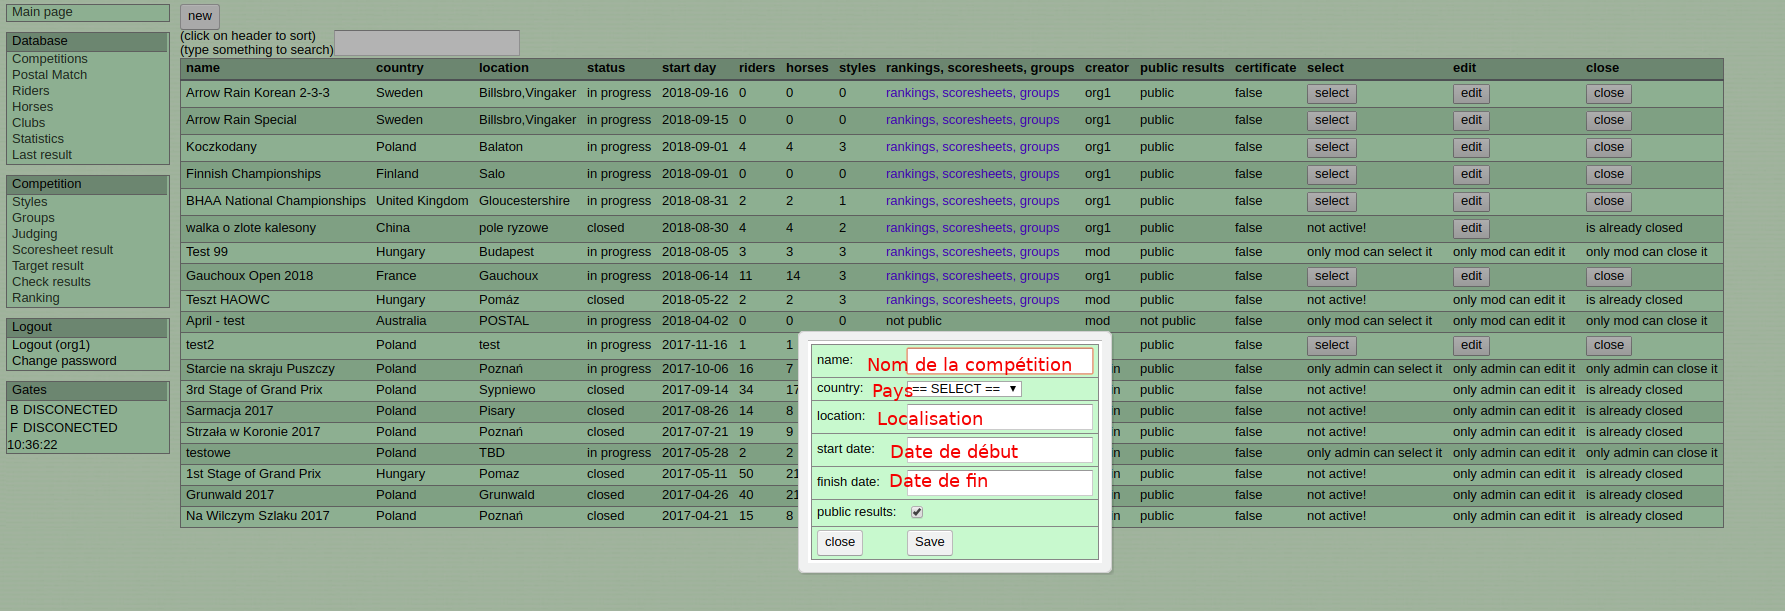 Main page
Database
Competitions
Postal Match
Riders
Horses
Clubs
Statistics
Last result
Competition
Styles
Groups
Judging
Scoresheet result
Target result
Check results
Ranking
Logout
Logout (org1)
Change password
Gates
B DISCONECTED
F DISCONECTED
10:36:22
new
(click on header to sort)
(type something to search)
name country location status start day riders horses styles rankings, scoresheets, groups creator public results certificate select edit close
Arrow Rain Korean 2-3-3 Sweden Billsbro,Vingaker in progress 2018-09-16 0 0 0 rankings, scoresheets, groups org1 public false select edit close
Arrow Rain Special Sweden Billsbro,Vingaker in progress 2018-09-15 0 0 0 rankings, scoresheets, groups org1 public false select edit close
Koczkodany Poland Balaton in progress 2018-09-01 4 4 3 rankings, scoresheets, groups org1 public false select edit close
Finnish Championships Finland Salo in progress 2018-09-01 0 0 0 rankings, scoresheets, groups org1 public false select edit close
BHAA National Championships United Kingdom Gloucestershire in progress 2018-08-31 2 2 1 rankings, scoresheets, groups org1 public false select edit close
walka o zlote kalesony China pole ryzowe closed 2018-08-30 4 4 2 rankings, scoresheets, groups org1 public false not active! edit is already closed
Test 99 Hungary Budapest in progress 2018-08-05 3 3 3 rankings, scoresheets, groups mod public false only mod can select it only mod can edit it only mod can close it
Gauchoux Open 2018 France Gauchoux in progress 2018-06-14 11 14 3 rankings, scoresheets, groups org1 public false select edit close
Teszt HAOWC Hungary Pomáz closed 2018-05-22 2 2 3 rankings, scoresheets, groups mod public false not active! only mod can edit it is already closed
April - test Australia POSTAL in progress 2018-04-02 0 0 0 not public mod not public false only mod can select it only mod can edit it only mod can close it
test2 Poland test in progress 2017-11-16 1 1 public false select edit close
Starcie na skraju Puszczy Poland Poznań in progress 2017-10-06 16 7 n public false only admin can select it only admin can edit it only admin can close it
3rd Stage of Grand Prix Poland Sypniewo closed 2017-09-14 34 17 n public false not active! only admin can edit it is already closed
Sarmacja 2017 Poland Pisary closed 2017-08-26 14 8 n public false not active! only admin can edit it is already closed
Strzała w Koronie 2017 Poland Poznań closed 2017-07-21 19 9 n public false not active! only admin can edit it is already closed
testowe Poland TBD in progress 2017-05-28 2 2 n public false only admin can select it only admin can edit it only admin can close it
1st Stage of Grand Prix Hungary Pomaz closed 2017-05-11 50 21 n public false not active! only admin can edit it is already closed
Grunwald 2017 Poland Grunwald closed 2017-04-26 40 21 n public false not active! only admin can edit it is already closed
Na Wilczym Szlaku 2017 Poland Poznań closed 2017-04-21 15 8 n public false not active! only admin can edit it is already closed
name: Nom de la compétition
country: Pays == SELECT ==
location: Localisation
start date: Date de début
finish date: Date de fin
public results:
close Save